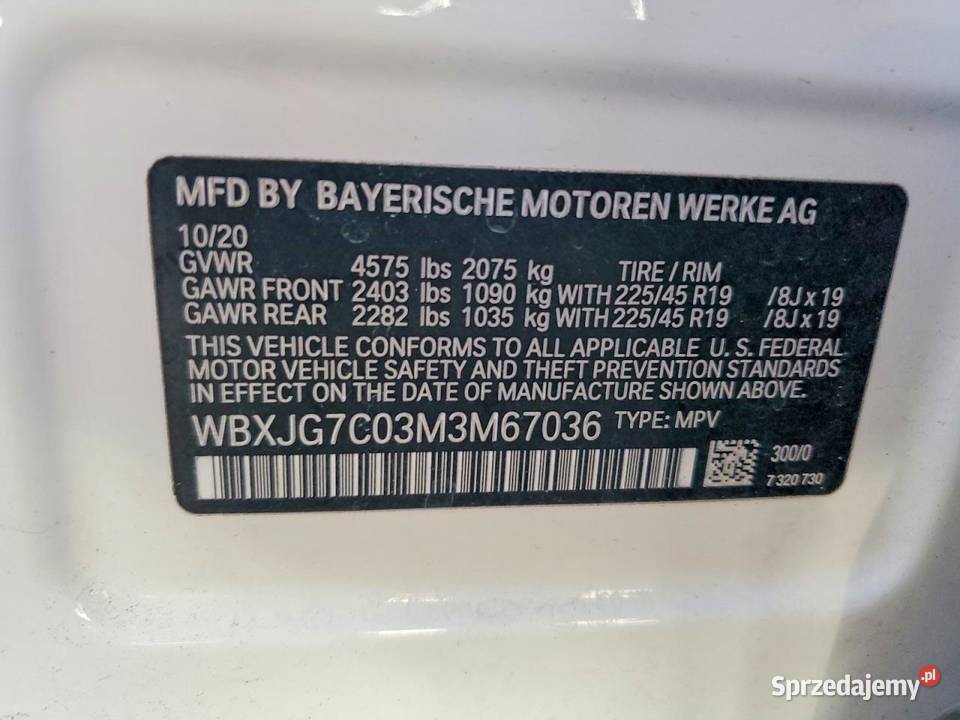 MFD BY BAYERISCHE MOTOREN WERKE AG
10/20
GVWR 4575 lbs 2075 kg TIRE / RIM
GAWR FRONT 2403 lbs 1090 kg WITH 225/45 R19 /8J x 19
GAWR REAR 2282 lbs 1035 kg WITH 225/45 R19 /8J x 19
THIS VEHICLE CONFORMS TO ALL APPLICABLE U. S. FEDERAL
MOTOR VEHICLE SAFETY AND THEFT PREVENTION STANDARDS
IN EFFECT ON THE DATE OF MANUFACTURE SHOWN ABOVE.
WBXJG7C03M3M67036 TYPE: MPV
300/0
7 320 730
Sprzedajemy.pl